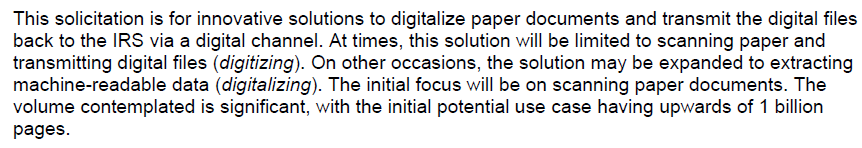 This solicitation is for innovative solutions to digitalize paper documents and transmit the digital files
back to the IRS via a digital channel. At times, this solution will be limited to scanning paper and
transmitting digital files (digitizing). On other occasions, the solution may be expanded to extracting
machine-readable data (digitalizing). The initial focus will be on scanning paper documents. The
volume contemplated is significant, with the initial potential use case having upwards of 1 billion
pages.